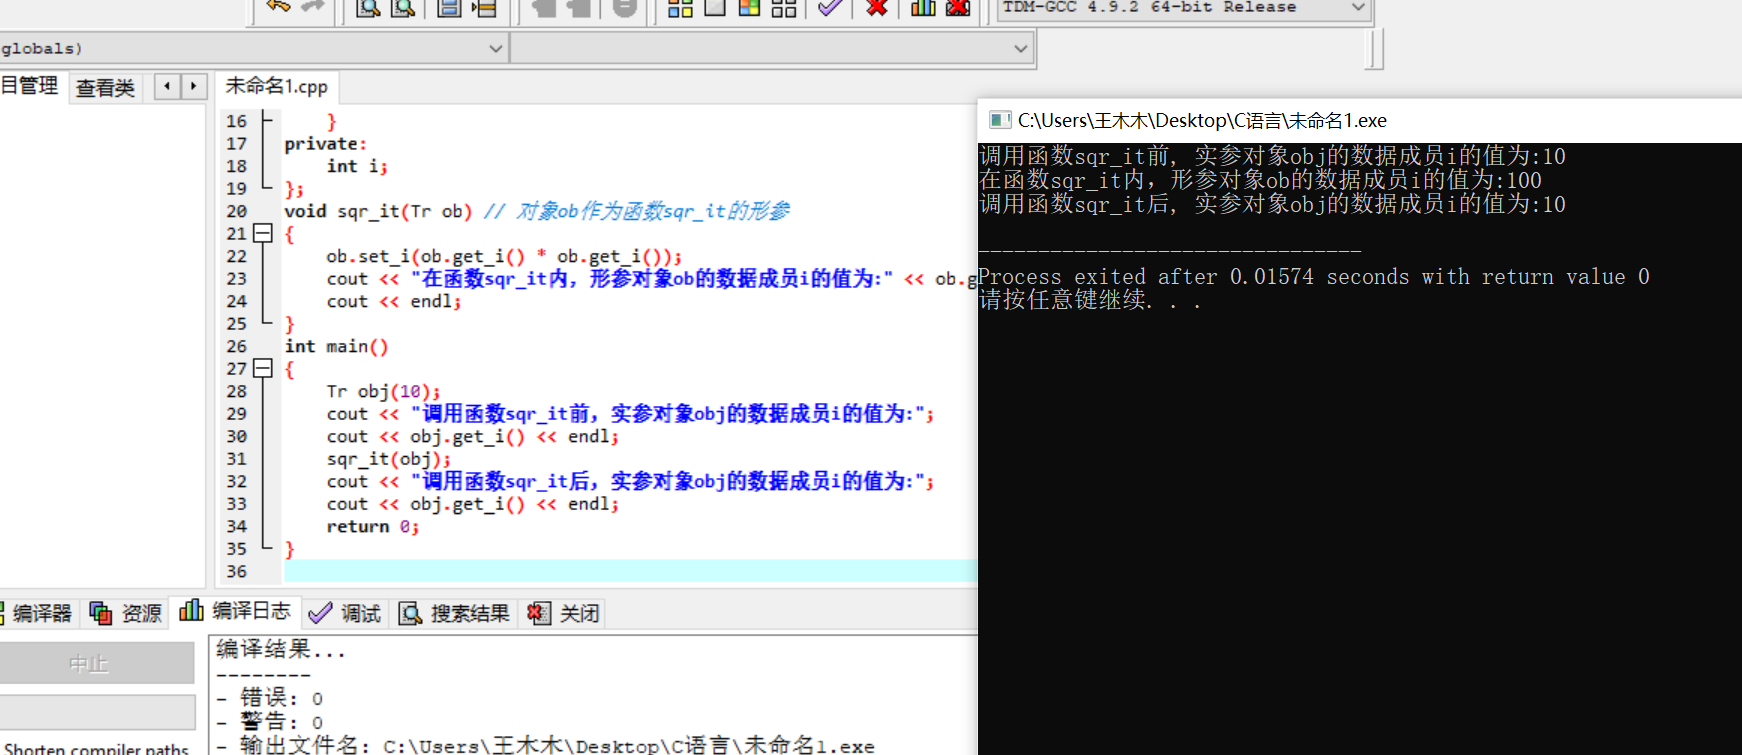 TDM-GCC 4.9.2 64-bit Release
globals)
目管理 查看类 未命名1.cpp
16 }
17 private:
18 int i;
19 };
20 void sqr_it(Tr ob) // 对象ob作为函数sqr_it的形参
21 {
22 ob.set_i(ob.get_i() * ob.get_i());
23 cout << "在函数sqr_it内，形参对象ob的数据成员i的值为:" << ob.g
24 cout << endl;
25 }
26 int main()
27 {
28 Tr obj(10);
29 cout << "调用函数sqr_it前，实参对象obj的数据成员i的值为:";
30 cout << obj.get_i() << endl;
31 sqr_it(obj);
32 cout << "调用函数sqr_it后，实参对象obj的数据成员i的值为:";
33 cout << obj.get_i() << endl;
34 return 0;
35 }
36
C:\Users\王木木\Desktop\C语言\未命名1.exe
调用函数sqr_it前, 实参对象obj的数据成员i的值为:10
在函数sqr_it内，形参对象ob的数据成员i的值为:100
调用函数sqr_it后, 实参对象obj的数据成员i的值为:10
--------------------------------
Process exited after 0.01574 seconds with return value 0
请按任意键继续. . .
编译器 资源 编译日志 调试 搜索结果 关闭
中止
Shorten compiler paths
编译结果...
--------
- 错误: 0
- 警告: 0
- 输出文件名: C:\Users\王木木\Desktop\C语言\未命名1.exe